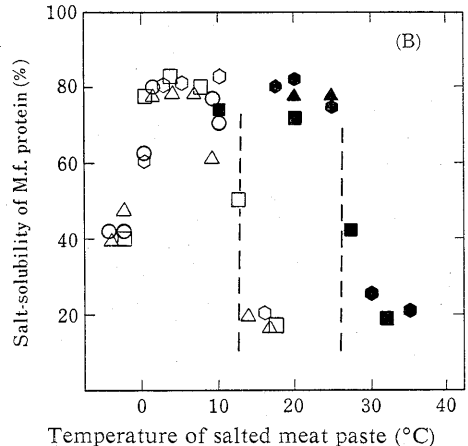 100
(B)
80
60
40
20
Salt-solubility of M.f. protein (%)
0 10 20 30 40
Temperature of salted meat paste (°C)